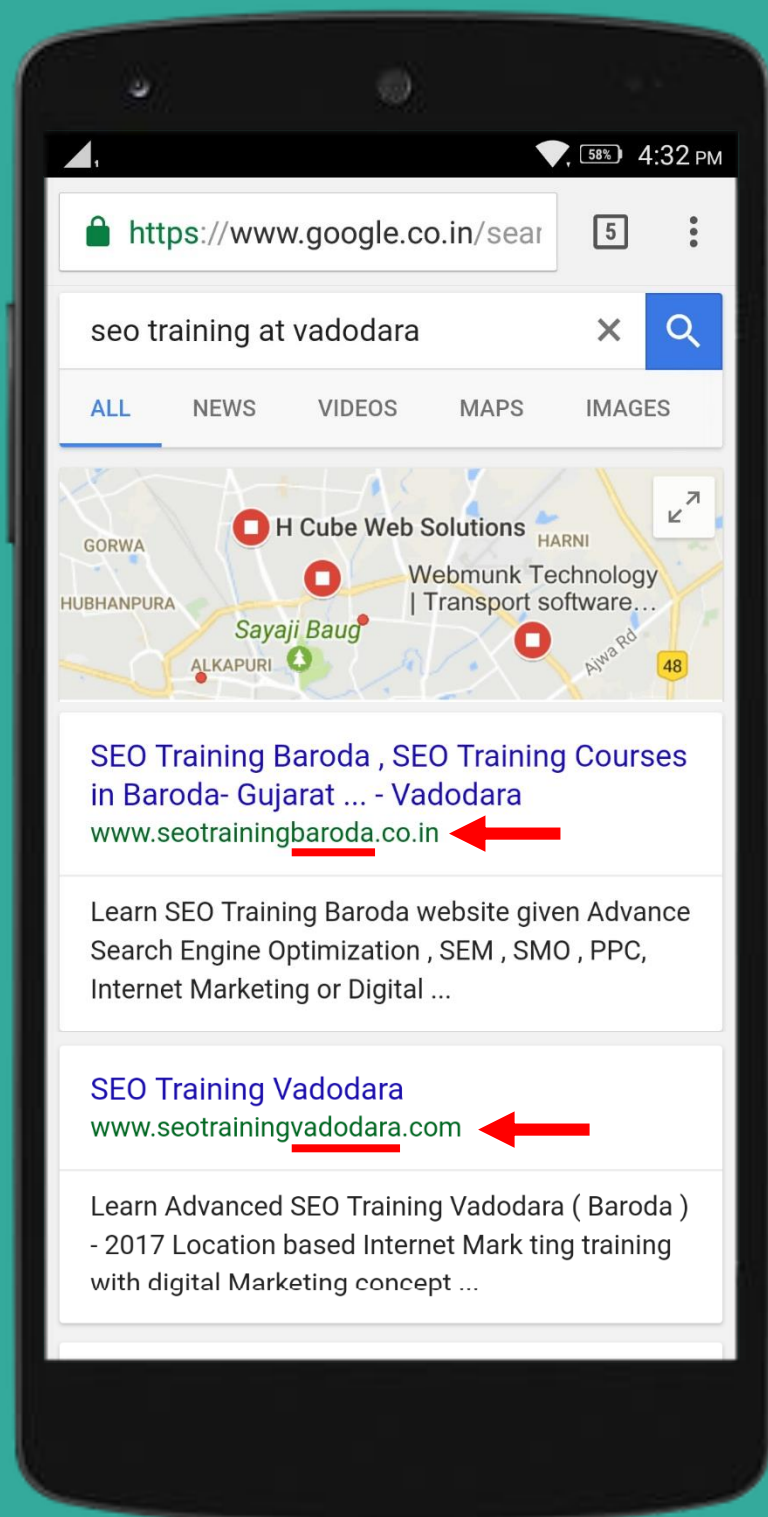 1 58% 4:32 PM
https://www.google.co.in/sear 5
seo training at vadodara
ALL NEWS VIDEOS MAPS IMAGES
GORWA
H Cube Web Solutions
HARNI
Webmunk Technology
| Transport software...
HUBHANPURA
Sayaji Baug
Ajwa Rd
ALKAPURI
48
SEO Training Baroda , SEO Training Courses
in Baroda- Gujarat ... - Vadodara
www.seotrainingbaroda.co.in
Learn SEO Training Baroda website given Advance
Search Engine Optimization , SEM , SMO , PPC,
Internet Marketing or Digital ...
SEO Training Vadodara
www.seotrainingvadodara.com
Learn Advanced SEO Training Vadodara ( Baroda )
- 2017 Location based Internet Mark ting training
with digital Marketing concept ...